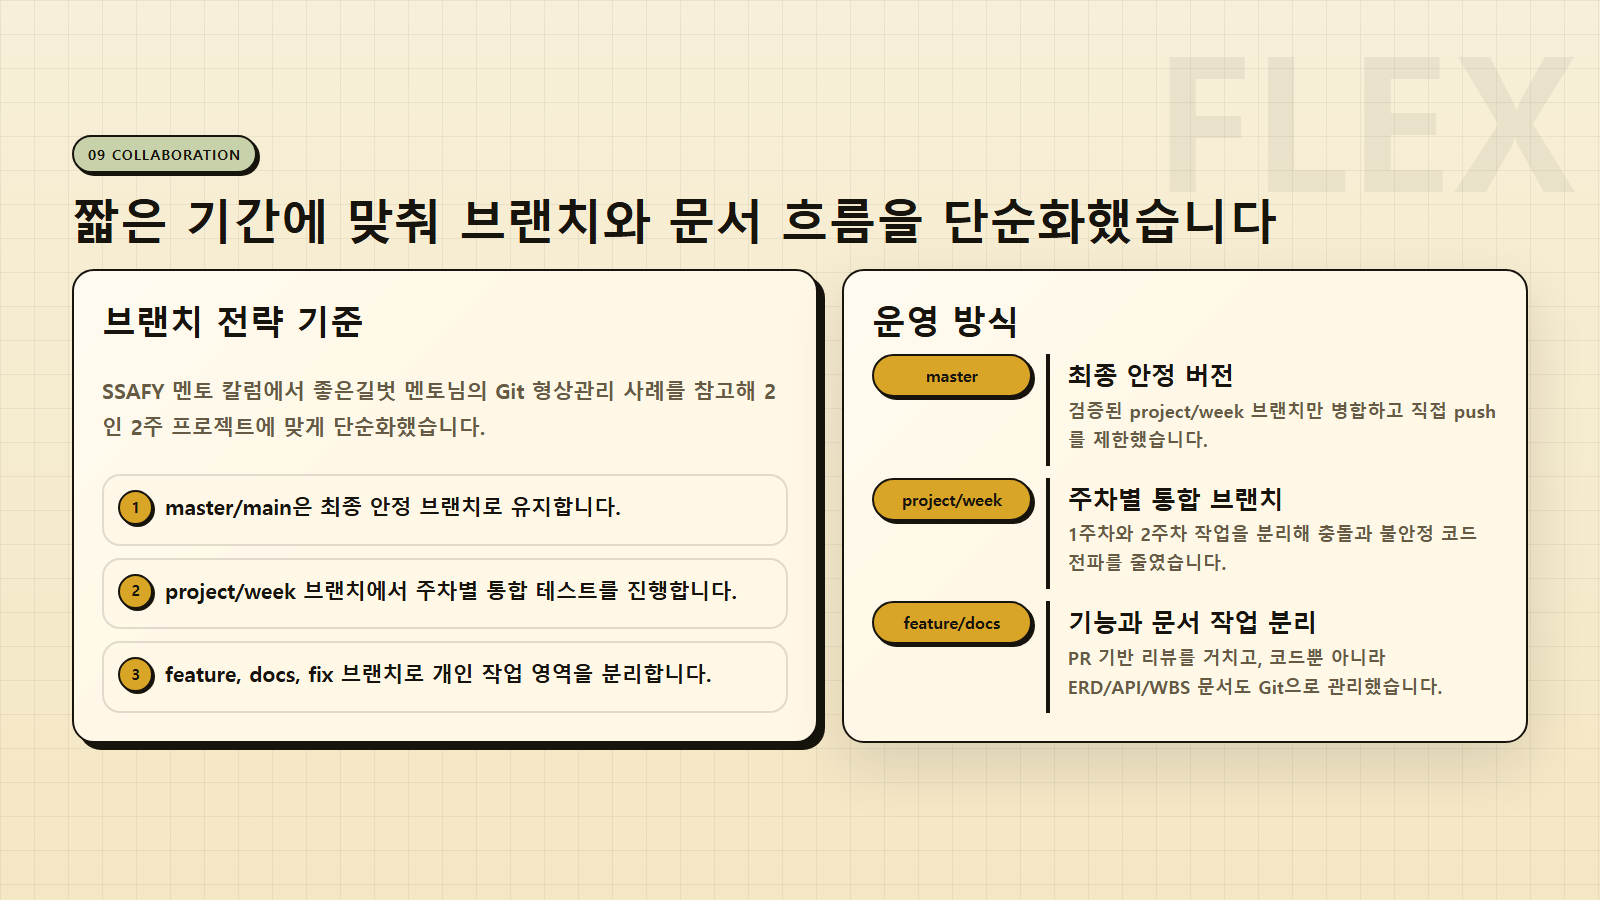 FLEX
09 COLLABORATION
짧은 기간에 맞춰 브랜치와 문서 흐름을 단순화했습니다
브랜치 전략 기준
SSAFY 멘토 칼럼에서 좋은길벗 멘토님의 Git 형상관리 사례를 참고해 2
인 2주 프로젝트에 맞게 단순화했습니다.
1 master/main은 최종 안정 브랜치로 유지합니다.
2 project/week 브랜치에서 주차별 통합 테스트를 진행합니다.
3 feature, docs, fix 브랜치로 개인 작업 영역을 분리합니다.
운영 방식
master
최종 안정 버전
검증된 project/week 브랜치만 병합하고 직접 push
를 제한했습니다.
project/week
주차별 통합 브랜치
1주차와 2주차 작업을 분리해 충돌과 불안정 코드
전파를 줄였습니다.
feature/docs
기능과 문서 작업 분리
PR 기반 리뷰를 거치고, 코드뿐 아니라
ERD/API/WBS 문서도 Git으로 관리했습니다.